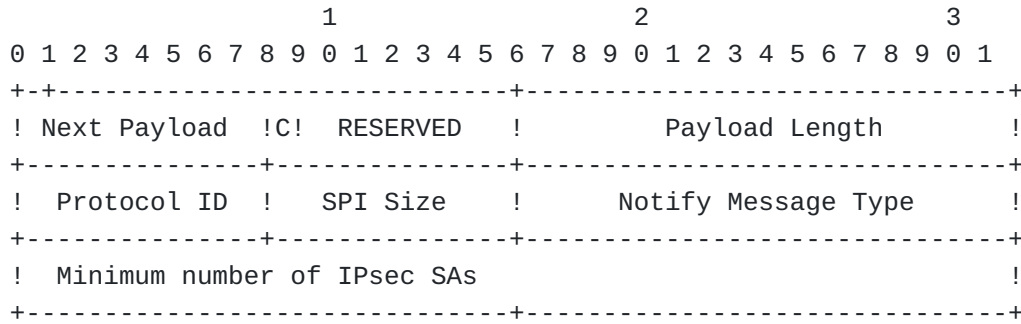 1                   2                   3
0 1 2 3 4 5 6 7 8 9 0 1 2 3 4 5 6 7 8 9 0 1 2 3 4 5 6 7 8 9 0 1
+-+-----------------------------+-------------------------------+
! Next Payload  !C!  RESERVED   !         Payload Length        !
+---------------+---------------+-------------------------------+
!  Protocol ID  !   SPI Size    !      Notify Message Type      !
+---------------+---------------+-------------------------------+
!  Minimum number of IPsec SAs                                  !
+-------------------------------+-------------------------------+